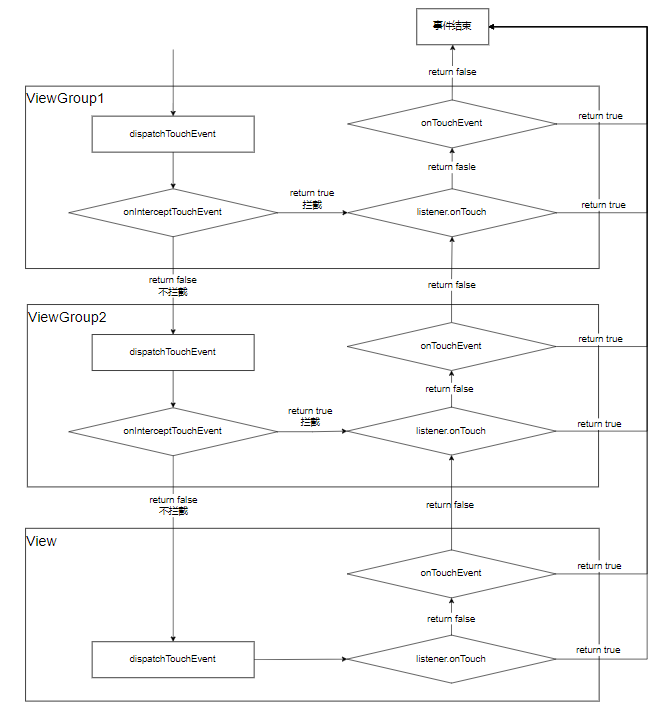 事件结束
return false
ViewGroup1
dispatchTouchEvent
onTouchEvent
return true
return fasle
onInterceptTouchEvent
return true
拦截
listener.onTouch
return true
return false
不拦截
return false
ViewGroup2
dispatchTouchEvent
onTouchEvent
return true
return false
onInterceptTouchEvent
return true
拦截
listener.onTouch
return true
return false
不拦截
return false
View
onTouchEvent
return true
return false
dispatchTouchEvent
listener.onTouch
return true